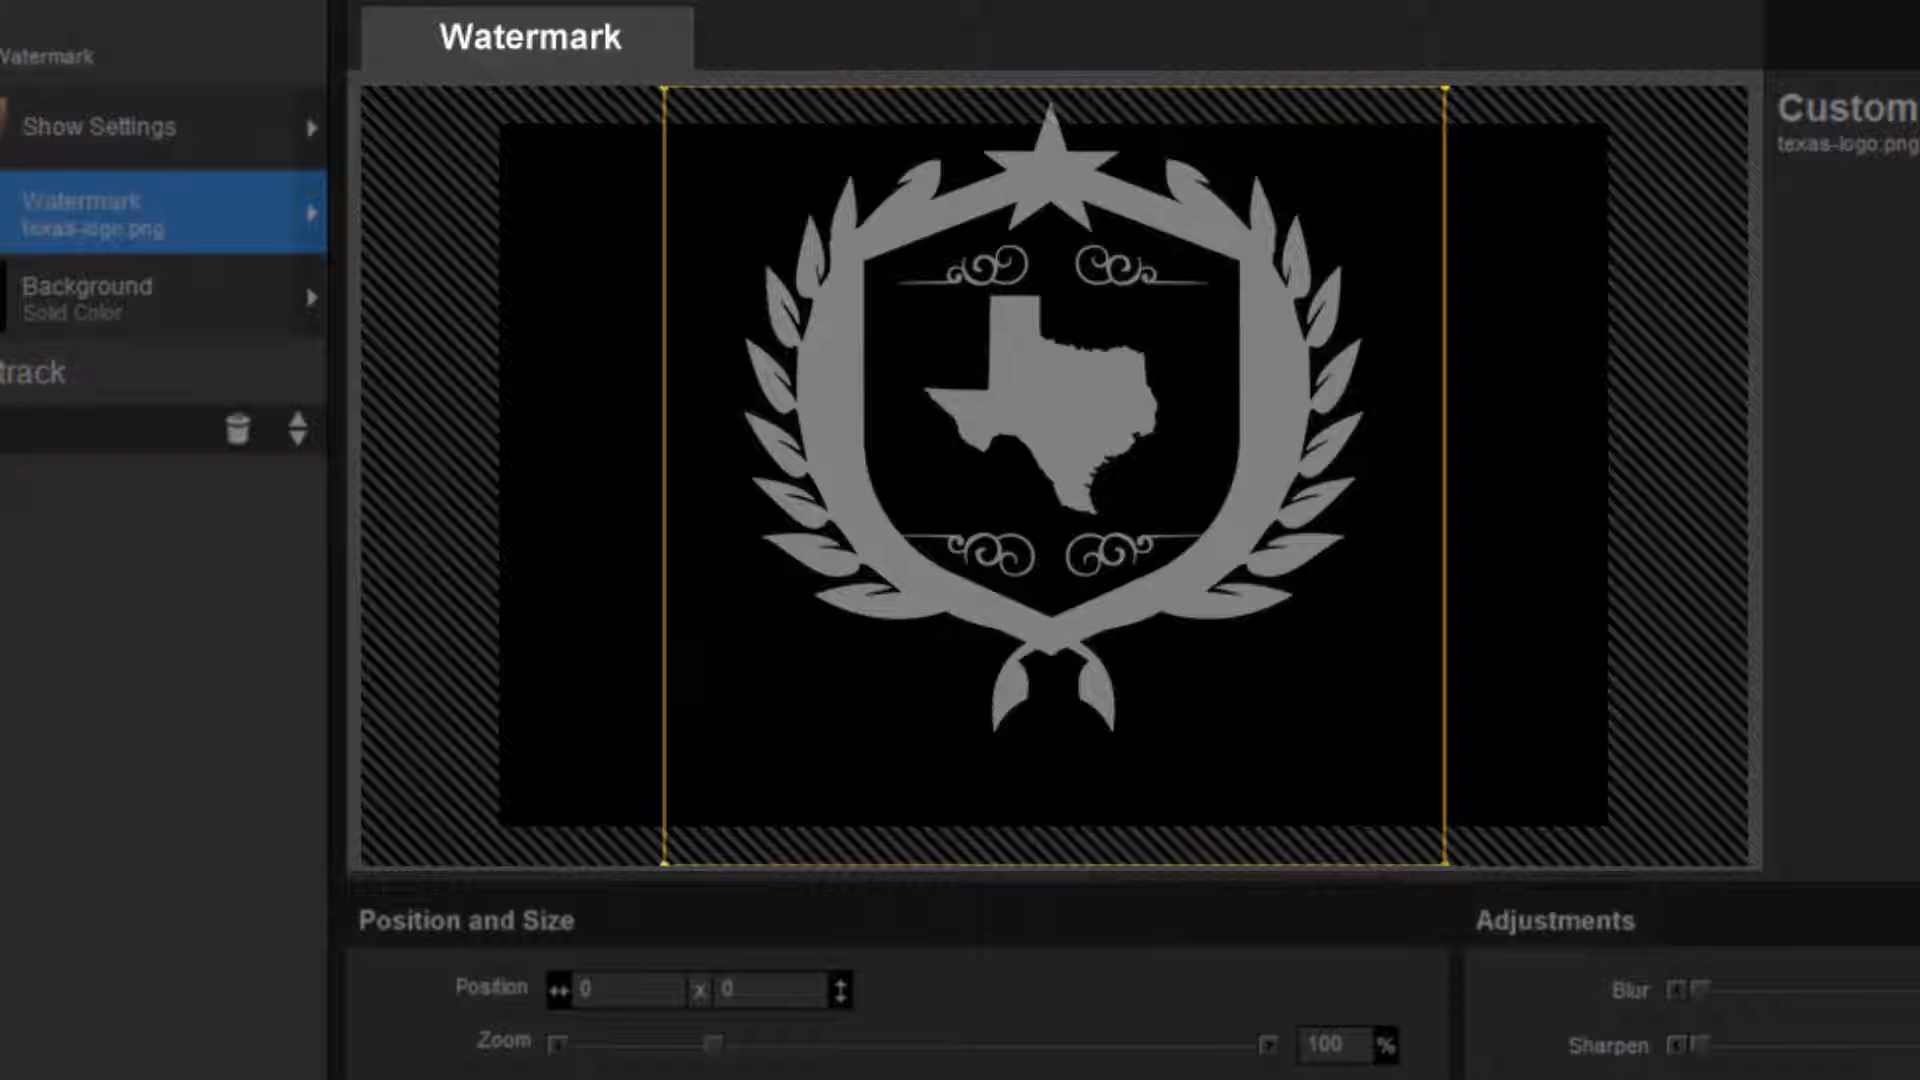 Watermark
Watermark
Show Settings
Watermark
texas-logo.png
Background
Solid Color
track
Custom
texas-logo.png
Position and Size
Position 0 x 0
Zoom 100 %
Adjustments
Blur
Sharpen